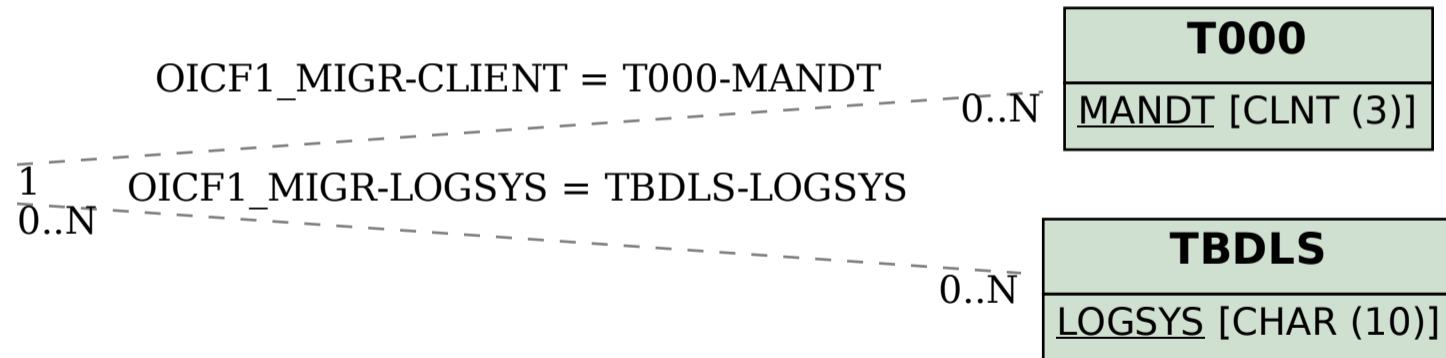 T000
OICF1_MIGR-CLIENT = T000-MANDT
0..N
MANDT [CLNT (3)]
1
OICF1_MIGR-LOGSYS = TBDLS-LOGSYS
0..N
TBDLS
0..N
LOGSYS [CHAR (10)]